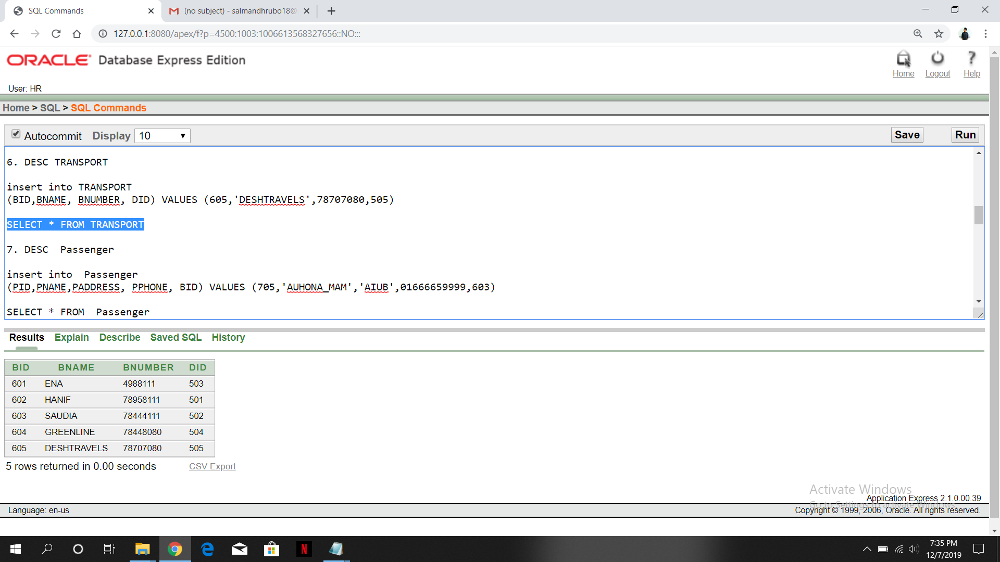 SQL Commands
(no subject) - salmandhrubo18@
127.0.0.1:8080/apex/f?p=4500:1003:1006613568327656::NO:::
ORACLE Database Express Edition
Home Logout Help
User: HR
Home > SQL > SQL Commands
Autocommit Display 10 Save Run
6. DESC TRANSPORT
insert into TRANSPORT
(BID,BNAME, BNUMBER, DID) VALUES (605,'DESHTRAVELS',78707080,505)
SELECT * FROM TRANSPORT
7. DESC  Passenger
insert into  Passenger
(PID,PNAME,PADDRESS, PPHONE, BID) VALUES (705,'AUHONA_MAM','AIUB',01666659999,603)
SELECT * FROM  Passenger
Results Explain Describe Saved SQL History
BID BNAME BNUMBER DID
601 ENA 4988111 503
602 HANIF 78958111 501
603 SAUDIA 78444111 502
604 GREENLINE 78448080 504
605 DESHTRAVELS 78707080 505
5 rows returned in 0.00 seconds CSV Export
Activate Windows
Application Express 2.1.0.00.39
Go to Settings to activate Windows.
Language: en-us Copyright © 1999, 2006, Oracle. All rights reserved.
7:35 PM
12/7/2019